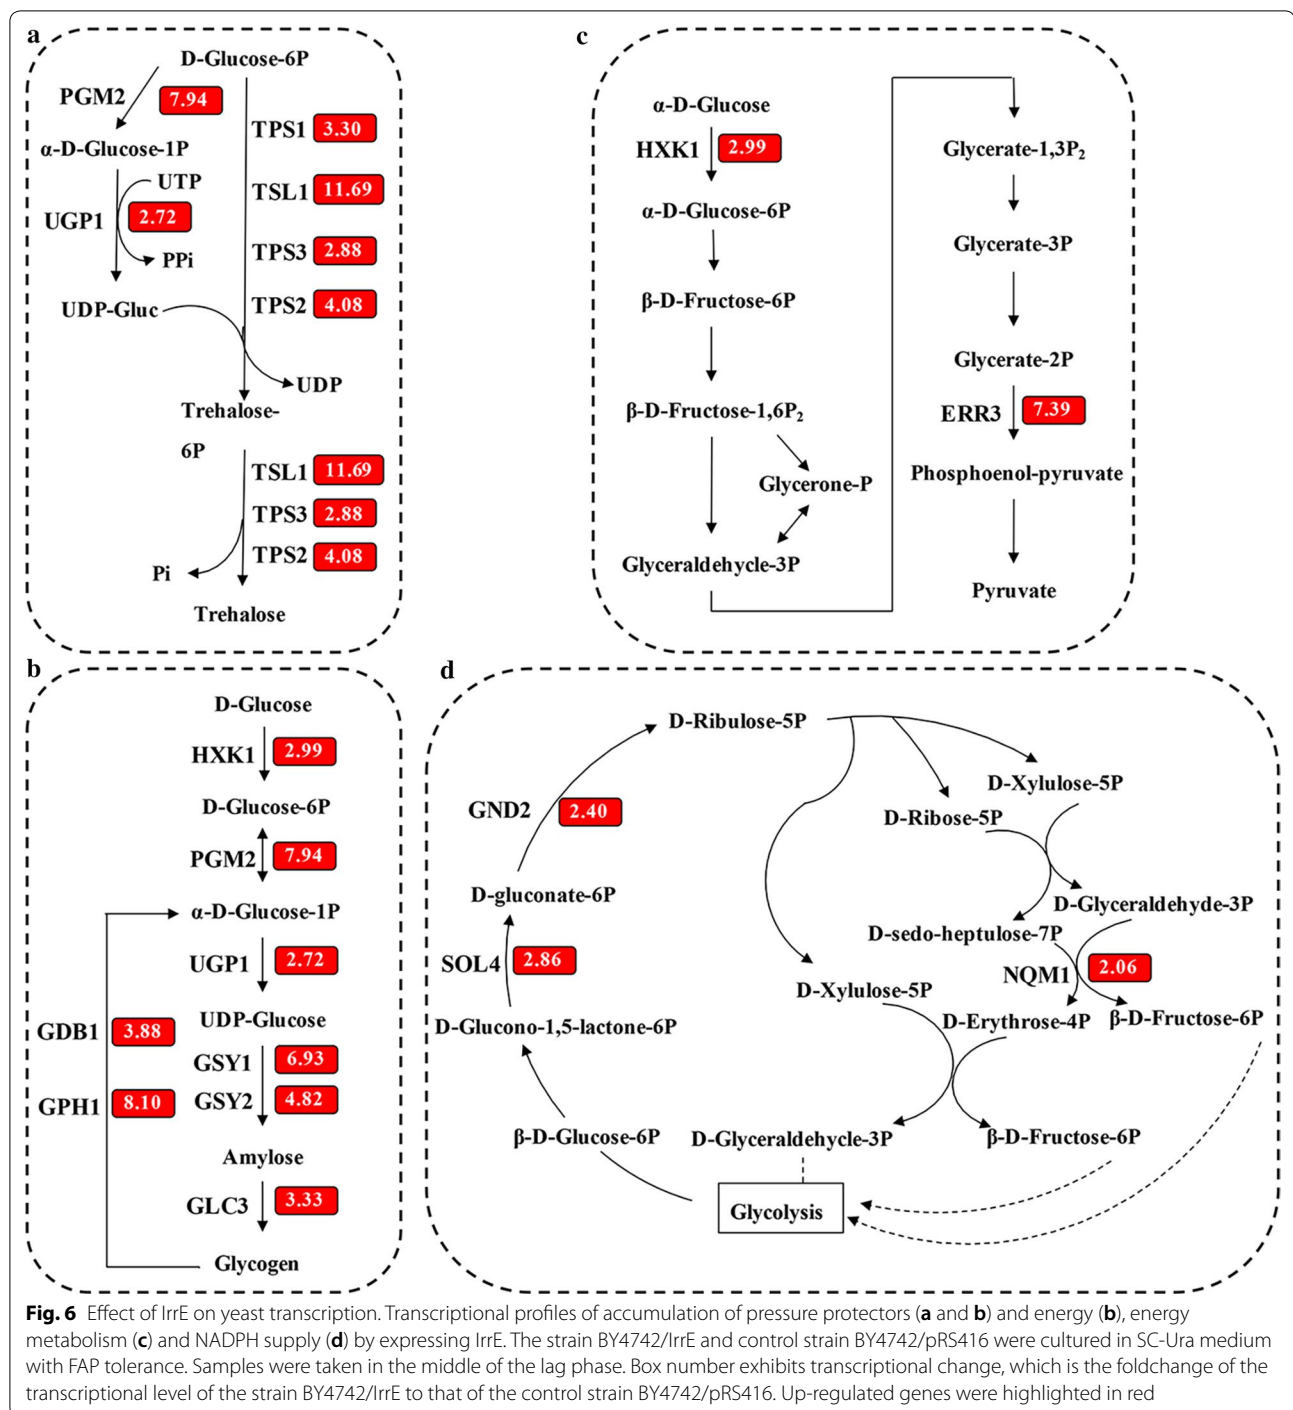 a
D-Glucose-6P
PGM2 7.94
TPS1 3.30
α-D-Glucose-1P
UTP
TSL1 11.69
UGP1 2.72
PPi
TPS3 2.88
UDP-Gluc
TPS2 4.08
UDP
Trehalose-
6P
TSL1 11.69
TPS3 2.88
TPS2 4.08
Pi
Trehalose
c
α-D-Glucose
HXK1 2.99
α-D-Glucose-6P
β-D-Fructose-6P
β-D-Fructose-1,6P₂
Glycerone-P
Glyceraldehycle-3P
Glycerate-1,3P₂
Glycerate-3P
Glycerate-2P
ERR3 7.39
Phosphoenol-pyruvate
Pyruvate
b
D-Glucose
HXK1 2.99
D-Glucose-6P
PGM2 7.94
α-D-Glucose-1P
UGP1 2.72
UDP-Glucose
GDB1 3.88
GSY1 6.93
GPH1 8.10
GSY2 4.82
Amylose
GLC3 3.33
Glycogen
d
D-Ribulose-5P
GND2 2.40
D-Xylulose-5P
D-Ribose-5P
D-gluconate-6P
D-Glyceraldehyde-3P
D-sedo-heptulose-7P
SOL4 2.86
NQM1 2.06
D-Xylulose-5P
D-Glucono-1,5-lactone-6P
D-Erythrose-4P
β-D-Fructose-6P
β-D-Glucose-6P
D-Glyceraldehycle-3P
β-D-Fructose-6P
Glycolysis
Fig. 6 Effect of IrrE on yeast transcription. Transcriptional profiles of accumulation of pressure protectors (a and b) and energy (b), energy
metabolism (c) and NADPH supply (d) by expressing IrrE. The strain BY4742/IrrE and control strain BY4742/pRS416 were cultured in SC-Ura medium
with FAP tolerance. Samples were taken in the middle of the lag phase. Box number exhibits transcriptional change, which is the foldchange of the
transcriptional level of the strain BY4742/IrrE to that of the control strain BY4742/pRS416. Up-regulated genes were highlighted in red